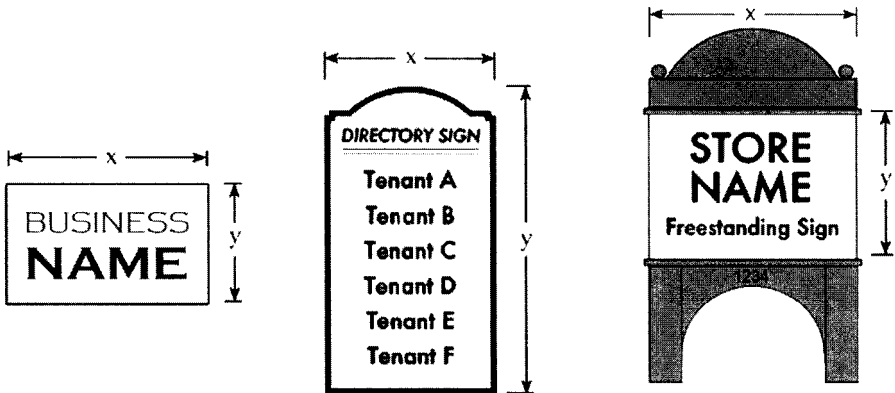 x
y
BUSINESS
NAME
x
y
DIRECTORY SIGN
Tenant A
Tenant B
Tenant C
Tenant D
Tenant E
Tenant F
x
y
STORE
NAME
Freestanding Sign
1234